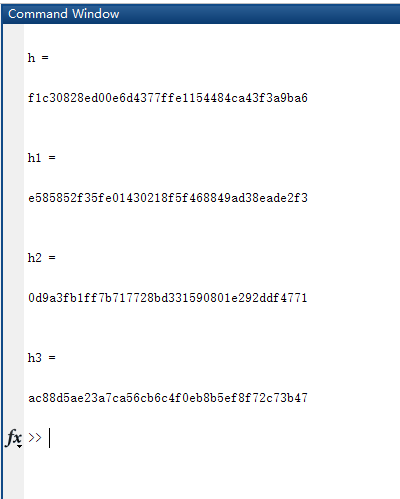 Command Window
h =
f1c30828ed00e6d4377ffe1154484ca43f3a9ba6
h1 =
e585852f35fe01430218f5f468849ad38eade2f3
h2 =
0d9a3fb1ff7b717728bd331590801e292ddf4771
h3 =
ac88d5ae23a7ca56cb6c4f0eb8b5ef8f72c73b47
fx >>